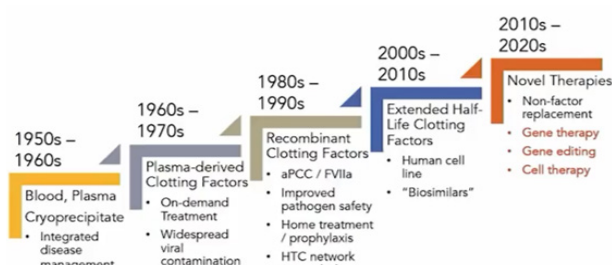 1950s –
1960s
Blood, Plasma
Cryoprecipitate
• Integrated
disease
management
1960s –
1970s
Plasma-derived
Clotting Factors
• On-demand
Treatment
• Widespread
viral
contamination
1980s –
1990s
Recombinant
Clotting Factors
• aPCC / FVIIa
• Improved
pathogen safety
• Home treatment
/ prophylaxis
• HTC network
2000s –
2010s
Extended Half-
Life Clotting
Factors
• Human cell
line
• "Biosimilars"
2010s –
2020s
Novel Therapies
• Non-factor
replacement
• Gene therapy
• Gene editing
• Cell therapy